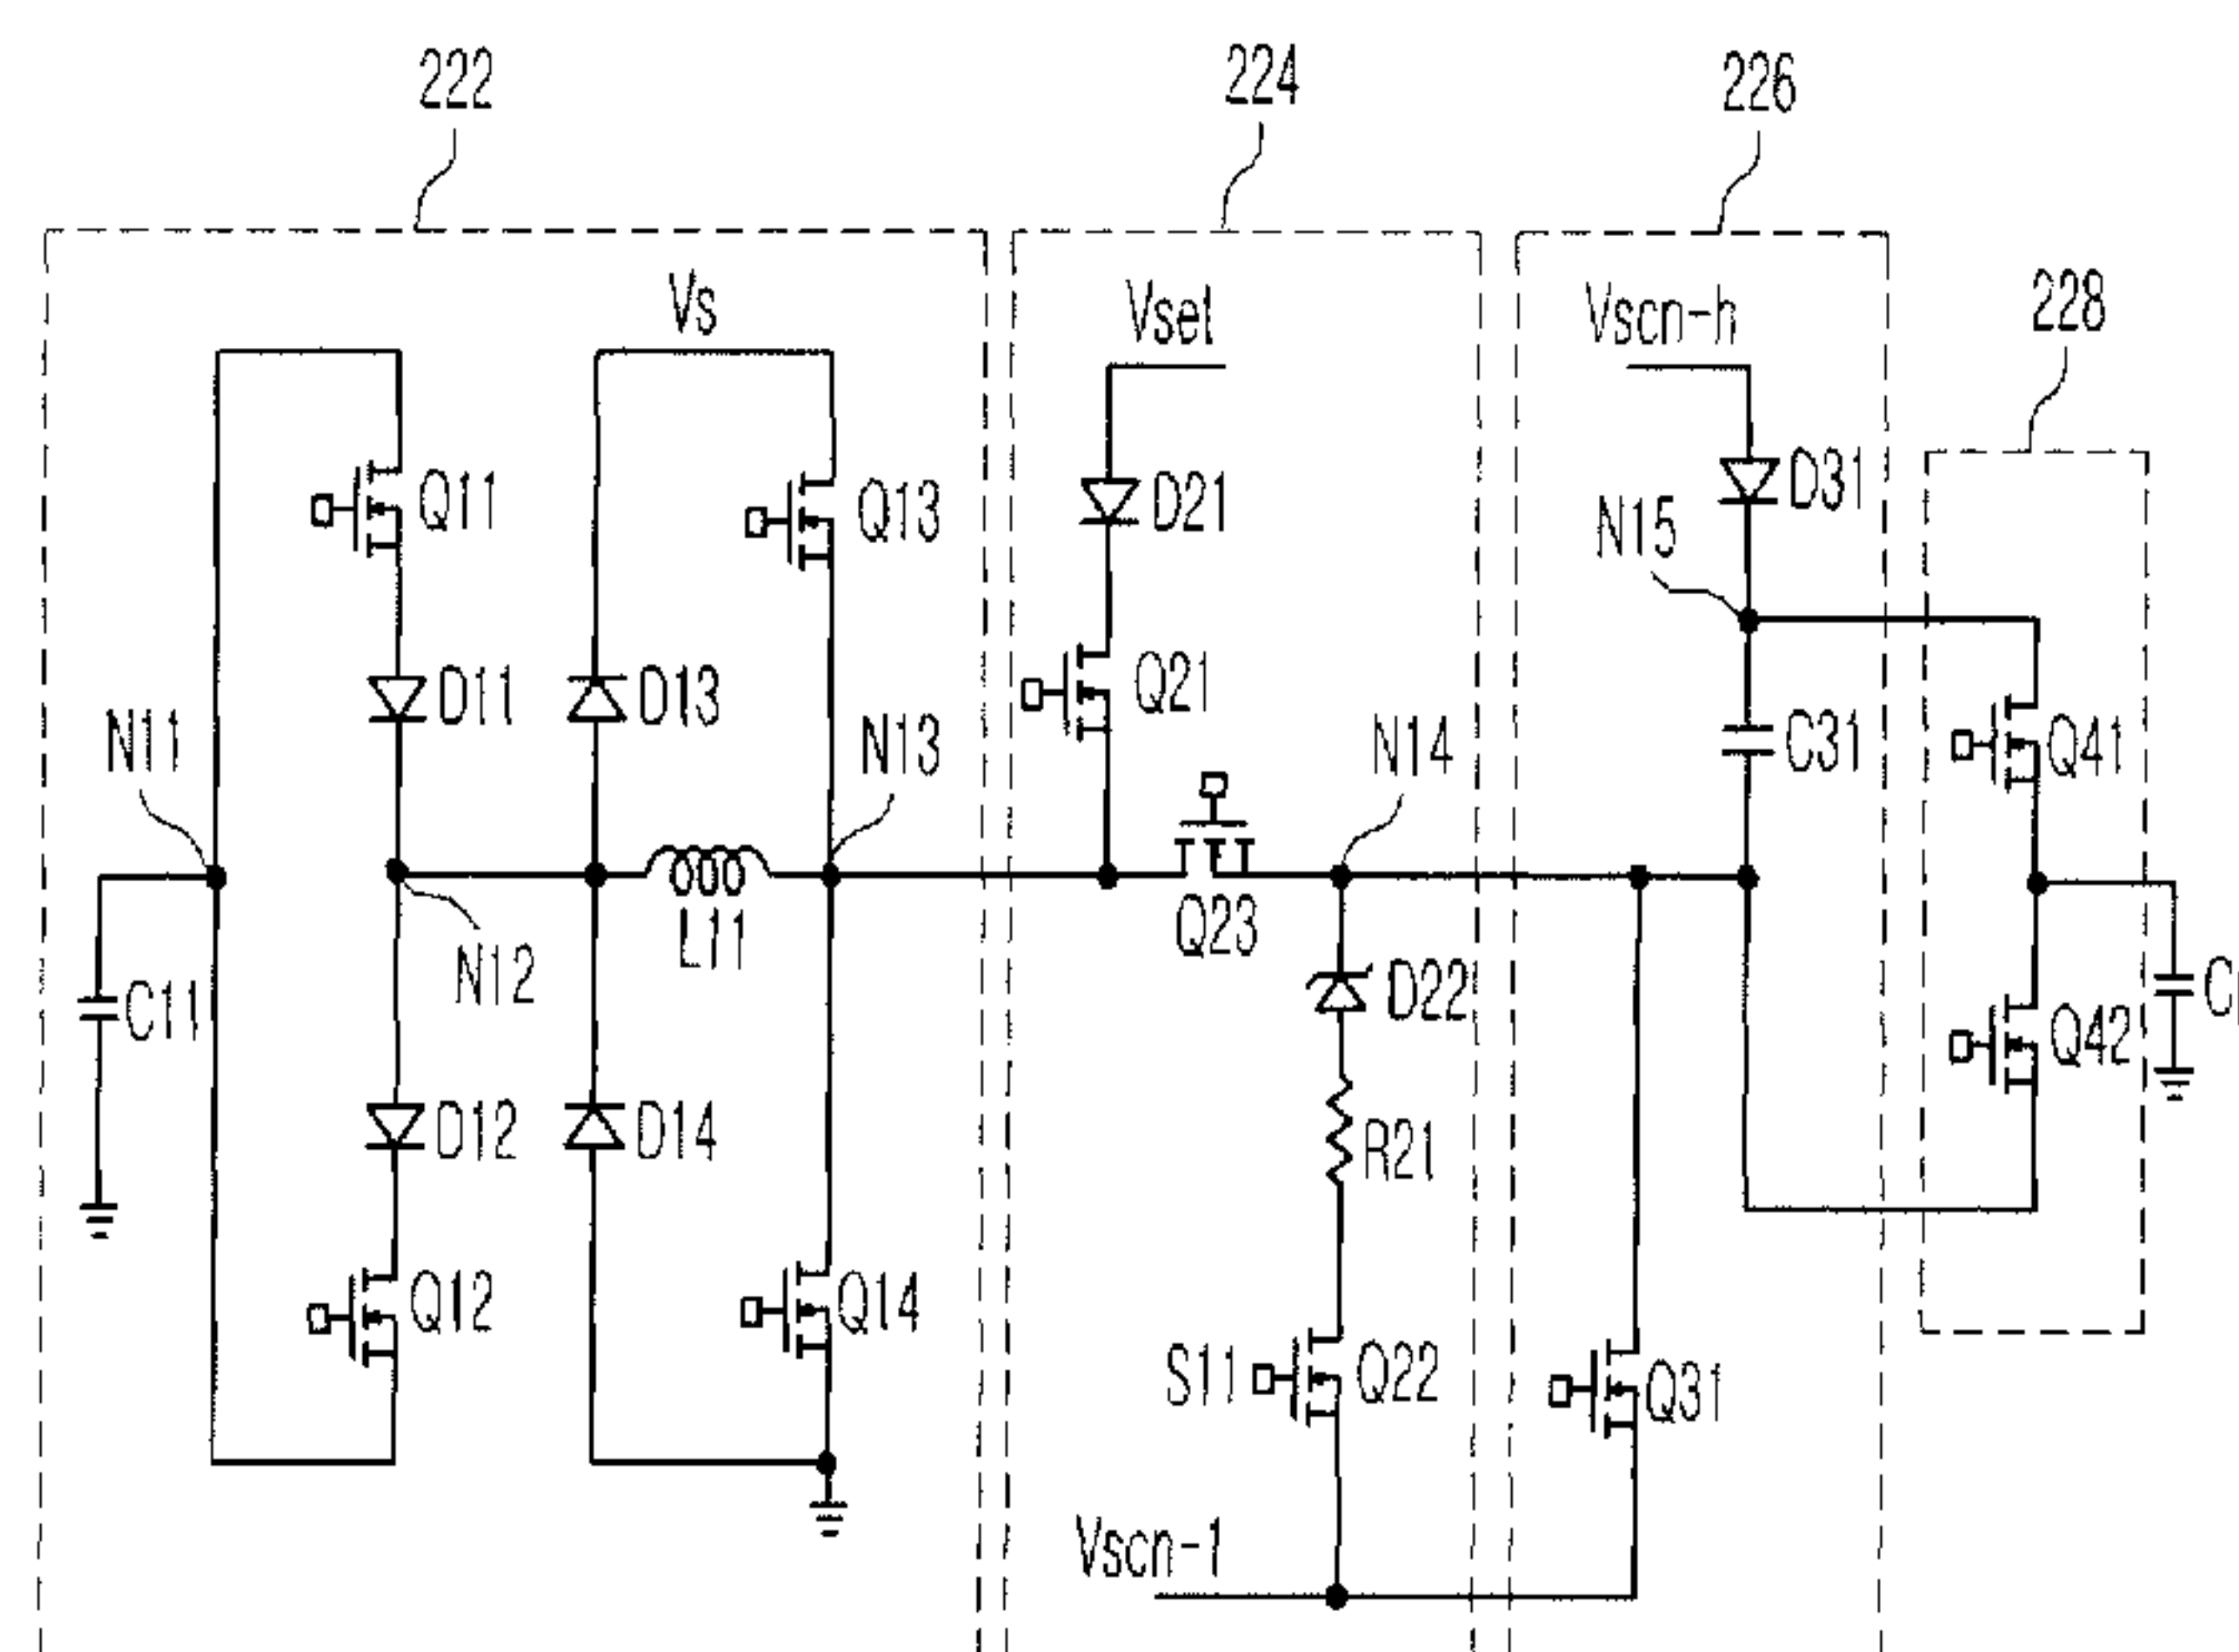 222
224
226
228
Vs
Vset
Vscn-h
Q11
Q13
D21
D31
N15
D11
D13
Q21
N11
N13
N14
C31
Q41
C11
N12
L11
Q23
D22
Q42
D12
D14
R21
Q12
Q14
S11
Q22
Q31
Vscn-1